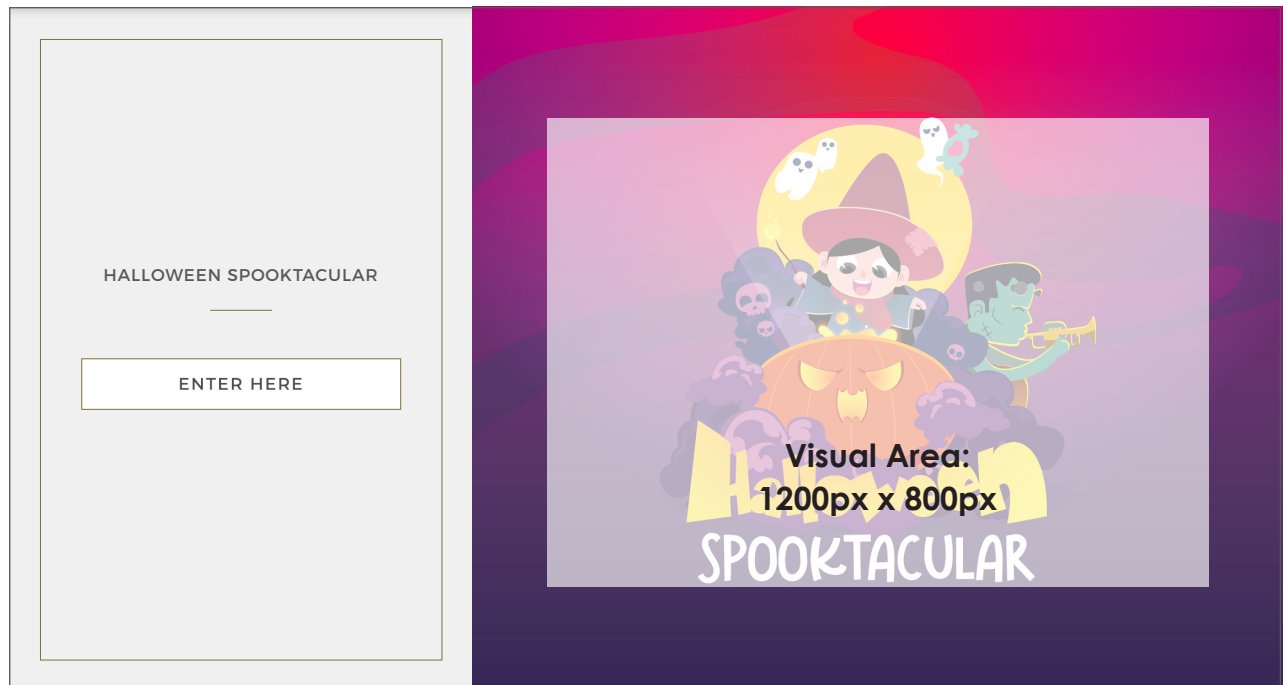 HALLOWEEN SPOOKTACULAR
ENTER HERE
Visual Area:
1200px x 800px
Halloween
SPOOKTACULAR